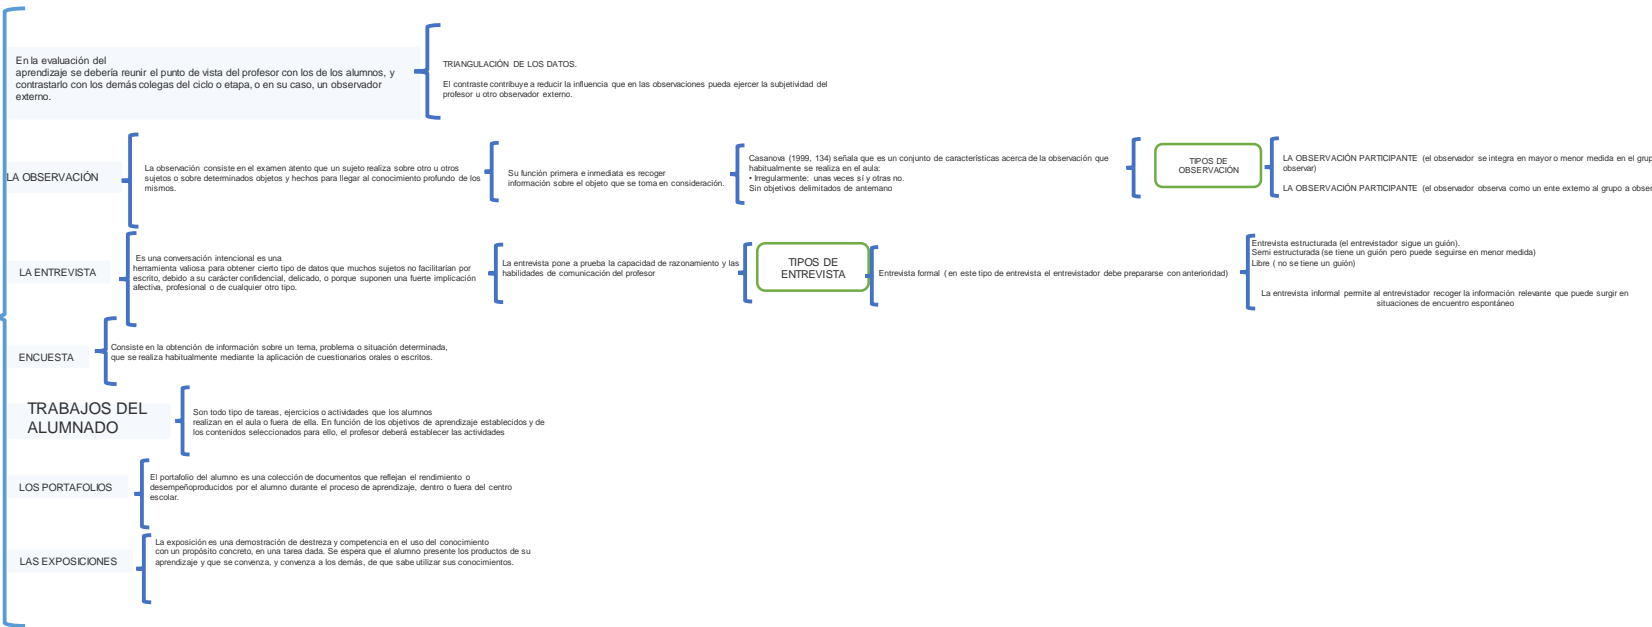 En la evaluación del
aprendizaje se debería reunir el punto de vista del profesor con los de los alumnos, y
contrastarlo con los demás colegas del ciclo o etapa, o en su caso, un observador
externo.
TRIANGULACIÓN DE LOS DATOS.
El contraste contribuye a reducir la influencia que en las observaciones pueda ejercer la subjetividad del
profesor u otro observador externo.
LA OBSERVACIÓN
La observación consiste en el examen atento que un sujeto realiza sobre otro u otros
sujetos o sobre determinados objetos y hechos para llegar al conocimiento profundo de los
mismos.
Su función primera e inmediata es recoger
información sobre el objeto que se toma en consideración.
Casanova (1999, 134) señala que es un conjunto de características acerca de la observación que
habitualmente se realiza en el aula:
• Irregularmente: unas veces sí y otras no.
Sin objetivos delimitados de antemano
TIPOS DE
OBSERVACIÓN
LA OBSERVACIÓN PARTICIPANTE (el observador se integra en mayor o menor medida en el grup
observar)
LA OBSERVACIÓN PARTICIPANTE (el observador observa como un ente externo al grupo a obser
LA ENTREVISTA
Es una conversación intencional es una
herramienta valiosa para obtener cierto tipo de datos que muchos sujetos no facilitarían por
escrito, debido a su carácter confidencial, delicado, o porque suponen una fuerte implicación
afectiva, profesional o de cualquier otro tipo.
La entrevista pone a prueba la capacidad de razonamiento y las
habilidades de comunicación del profesor
TIPOS DE
ENTREVISTA
Entrevista formal ( en este tipo de entrevista el entrevistador debe prepararse con anterioridad)
Entrevista estructurada (el entrevistador sigue un guión).
Semi estructurada (se tiene un guión pero puede seguirse en menor medida)
Libre ( no se tiene un guión)
La entrevista informal permite al entrevistador recoger la información relevante que puede surgir en
situaciones de encuentro espontáneo
ENCUESTA
Consiste en la obtención de información sobre un tema, problema o situación determinada,
que se realiza habitualmente mediante la aplicación de cuestionarios orales o escritos.
TRABAJOS DEL
ALUMNADO
Son todo tipo de tareas, ejercicios o actividades que los alumnos
realizan en el aula o fuera de ella. En función de los objetivos de aprendizaje establecidos y de
los contenidos seleccionados para ello, el profesor deberá establecer las actividades
LOS PORTAFOLIOS
El portafolio del alumno es una colección de documentos que reflejan el rendimiento o
desempeñoproducidos por el alumno durante el proceso de aprendizaje, dentro o fuera del centro
escolar.
LAS EXPOSICIONES
La exposición es una demostración de destreza y competencia en el uso del conocimiento
con un propósito concreto, en una tarea dada. Se espera que el alumno presente los productos de su
aprendizaje y que se convenza, y convenza a los demás, de que sabe utilizar sus conocimientos.